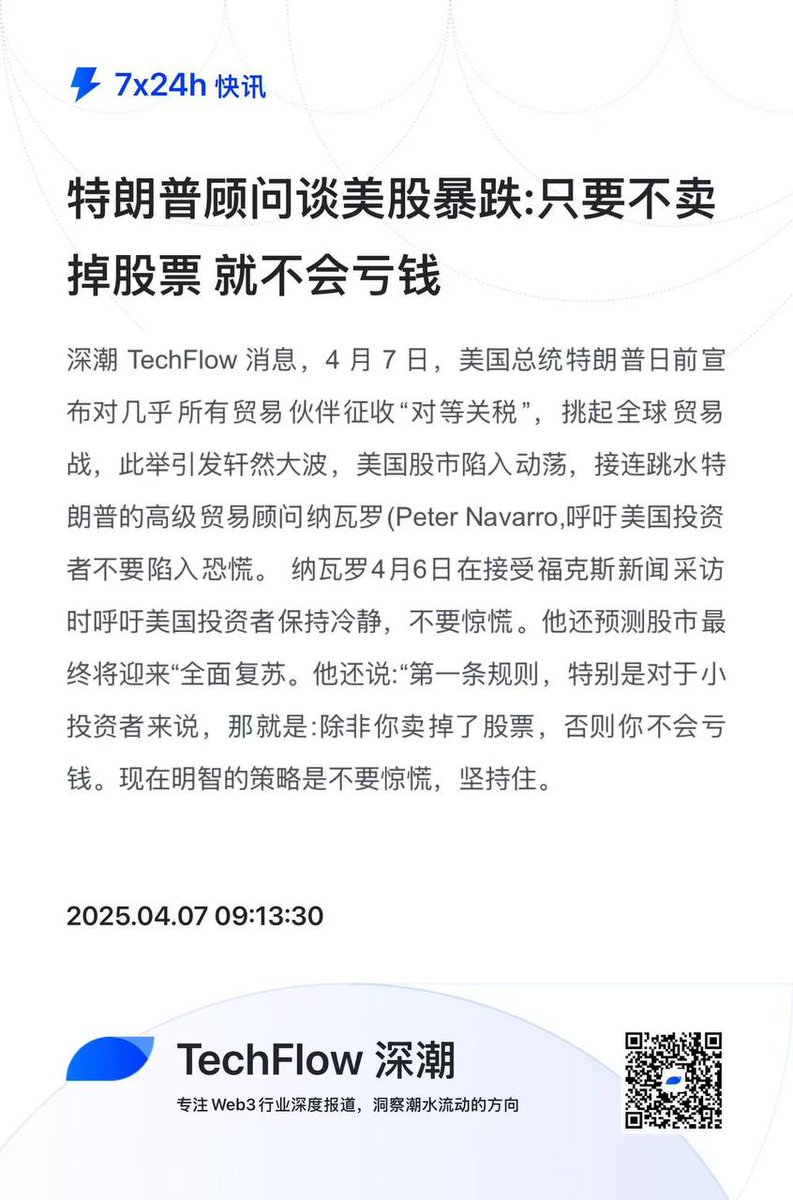 7x24h 快讯
特朗普顾问谈美股暴跌:只要不卖
掉股票 就不会亏钱
深潮 TechFlow 消息，4 月 7 日，美国总统特朗普日前宣
布对几乎所有贸易伙伴征收“对等关税”，挑起全球贸易
战，此举引发轩然大波，美国股市陷入动荡，接连跳水特
朗普的高级贸易顾问纳瓦罗(Peter Navarro,呼吁美国投资
者不要陷入恐慌。 纳瓦罗4月6日在接受福克斯新闻采访
时呼吁美国投资者保持冷静，不要惊慌。他还预测股市最
终将迎来“全面复苏。他还说:“第一条规则，特别是对于小
投资者来说，那就是:除非你卖掉了股票，否则你不会亏
钱。现在明智的策略是不要惊慌，坚持住。
2025.04.07 09:13:30
TechFlow 深潮
专注 Web3 行业深度报道，洞察潮水流动的方向